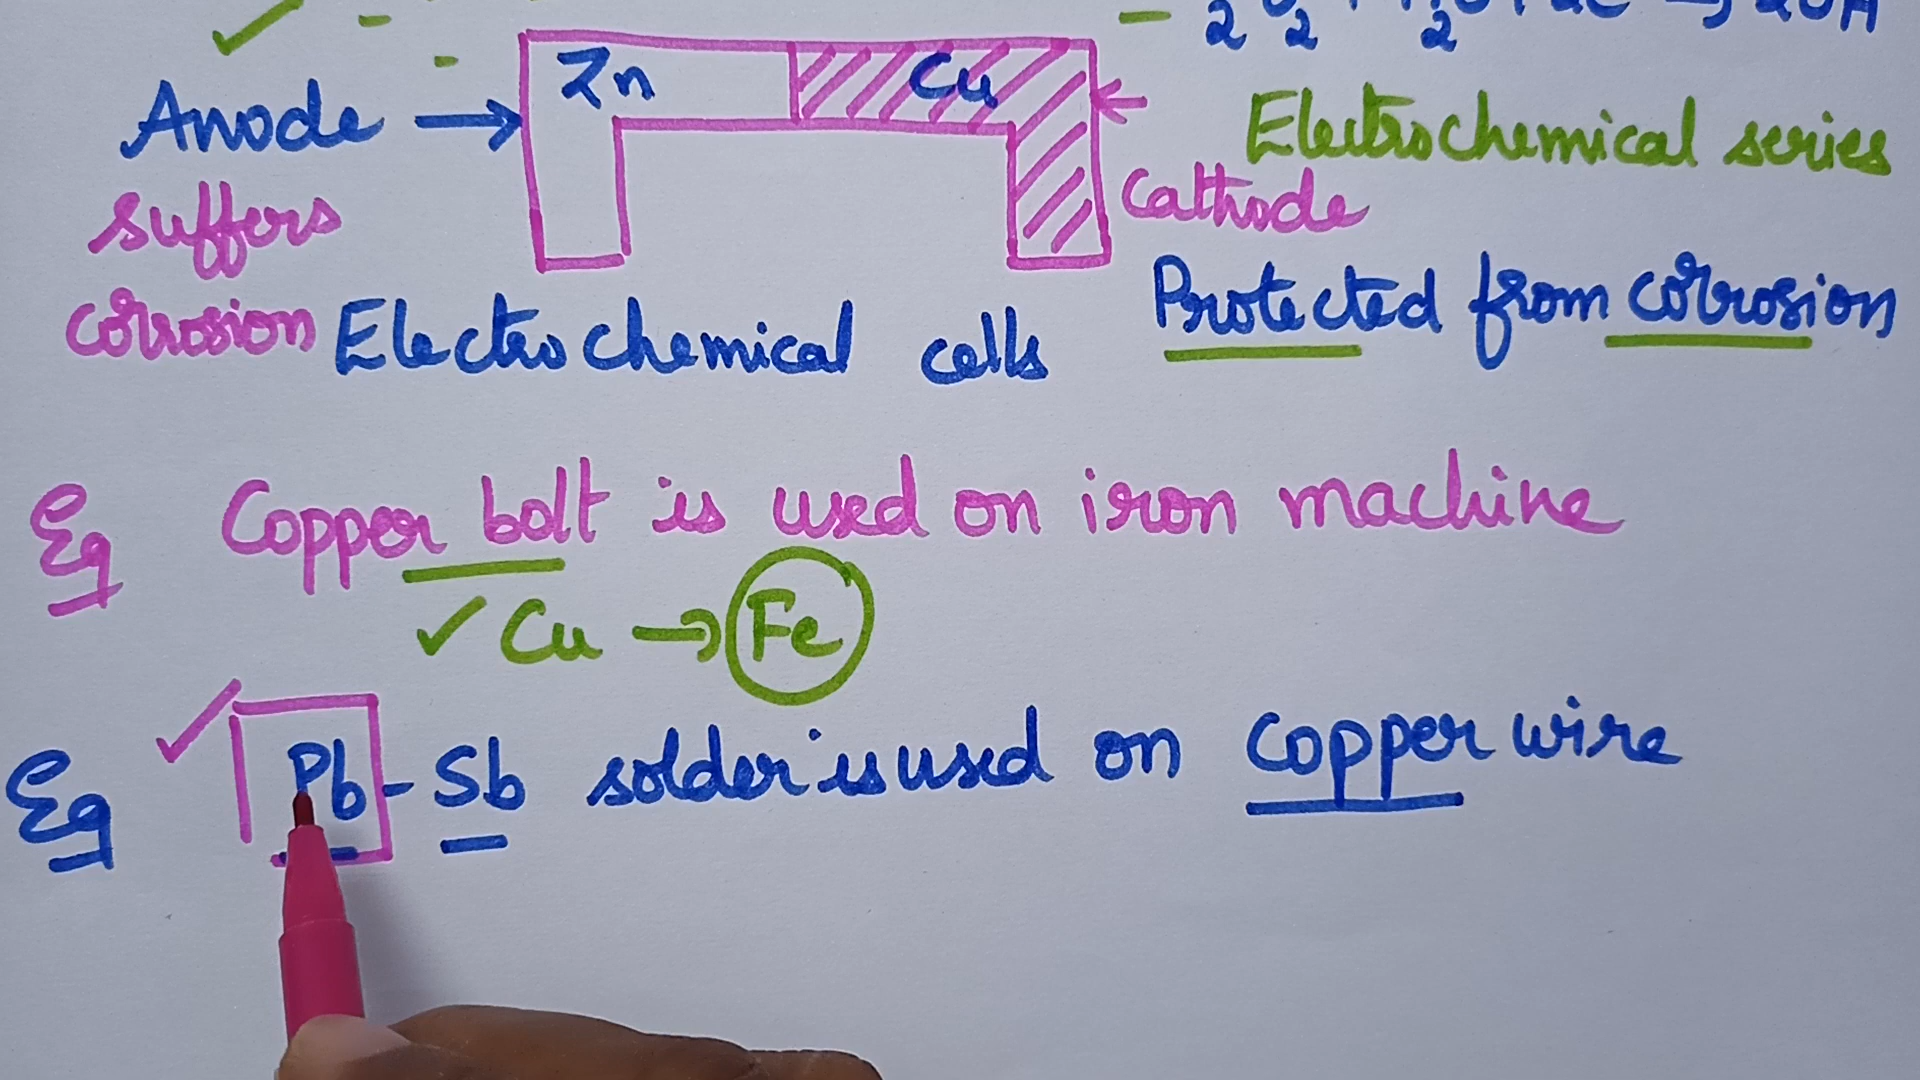 Zn
Cu
Anode →
suffers
corrosion
Electrochemical series
Cathode
Protected from corrosion
Electrochemical cells
Eg Copper bolt is used on iron machine
✓ Cu → Fe
Eg Pb - Sb solder is used on copper wire